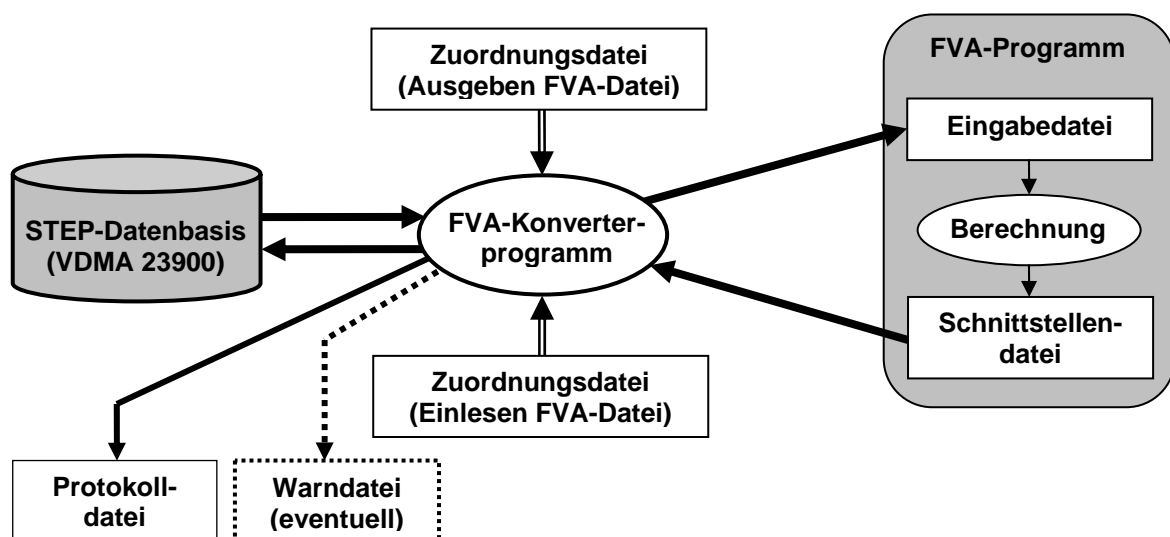 Zuordnungsdatei
(Ausgeben FVA-Datei)
FVA-Programm
Eingabedatei
Berechnung
Schnittstellen-
datei
STEP-Datenbasis
(VDMA 23900)
FVA-Konverter-
programm
Zuordnungsdatei
(Einlesen FVA-Datei)
Protokoll-
datei
Warndatei
(eventuell)